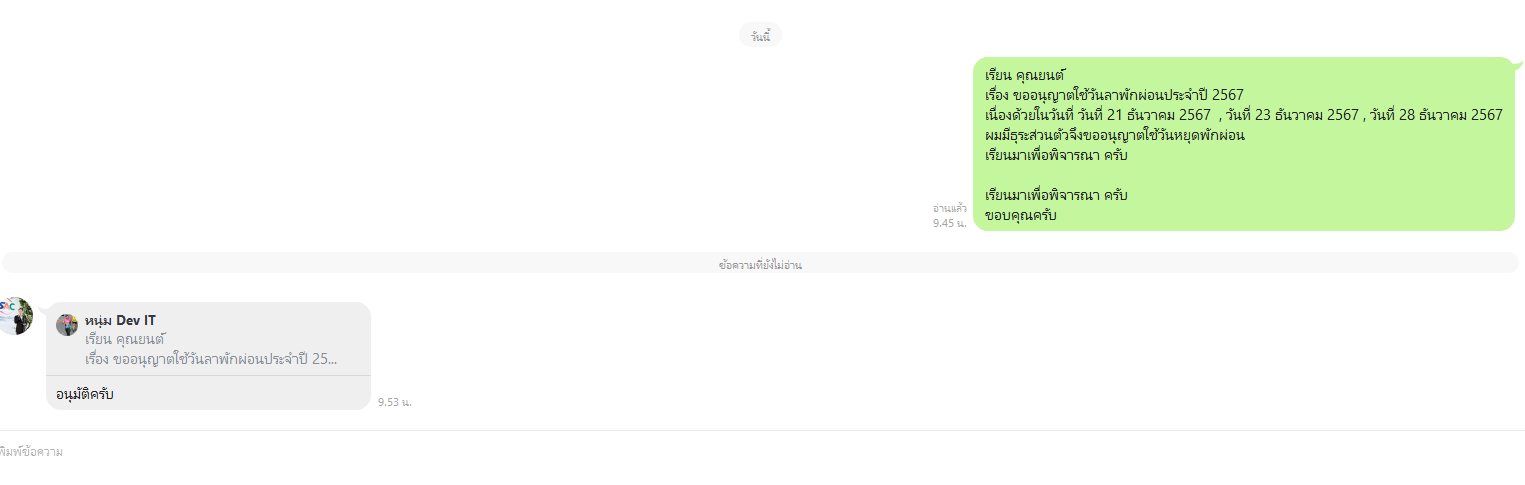 วันนี้
เรียน คุณยนต์
เรื่อง ขออนุญาตใช้วันลาพักผ่อนประจำปี 2567
เนื่องด้วยในวันที่ วันที่ 21 ธันวาคม 2567 , วันที่ 23 ธันวาคม 2567 , วันที่ 28 ธันวาคม 2567
ผมมีธุระส่วนตัวจึงขออนุญาตใช้วันหยุดพักผ่อน
เรียนมาเพื่อพิจารณา ครับ
เรียนมาเพื่อพิจารณา ครับ
ขอบคุณครับ
อ่านแล้ว
9.45 น.
ข้อความที่ยังไม่อ่าน
SAC
หนุ่ม Dev IT
เรียน คุณยนต์
เรื่อง ขออนุญาตใช้วันลาพักผ่อนประจำปี 25...
อนุมัติครับ
9.53 น.
พิมพ์ข้อความ